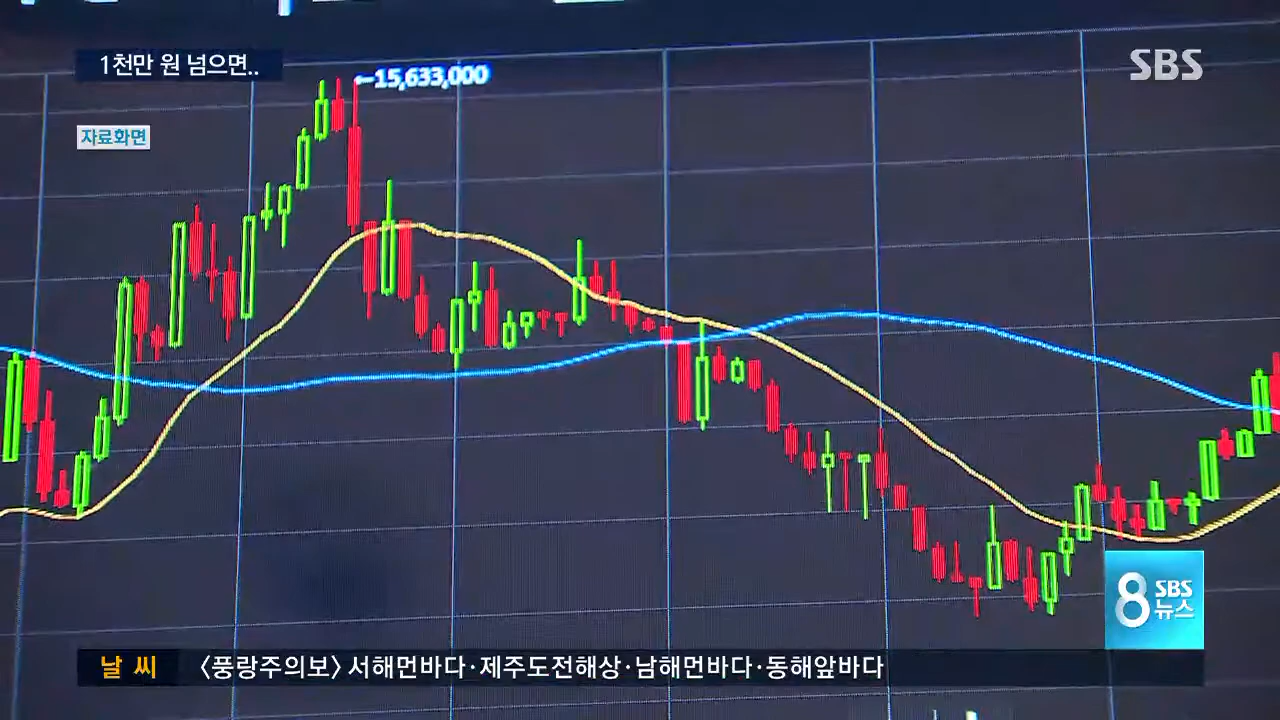 1천만 원 넘으면..
←15,633,000
SBS
자료화면
8 SBS 뉴스
날 씨 〈풍랑주의보〉 서해먼바다·제주도전해상·남해먼바다·동해앞바다